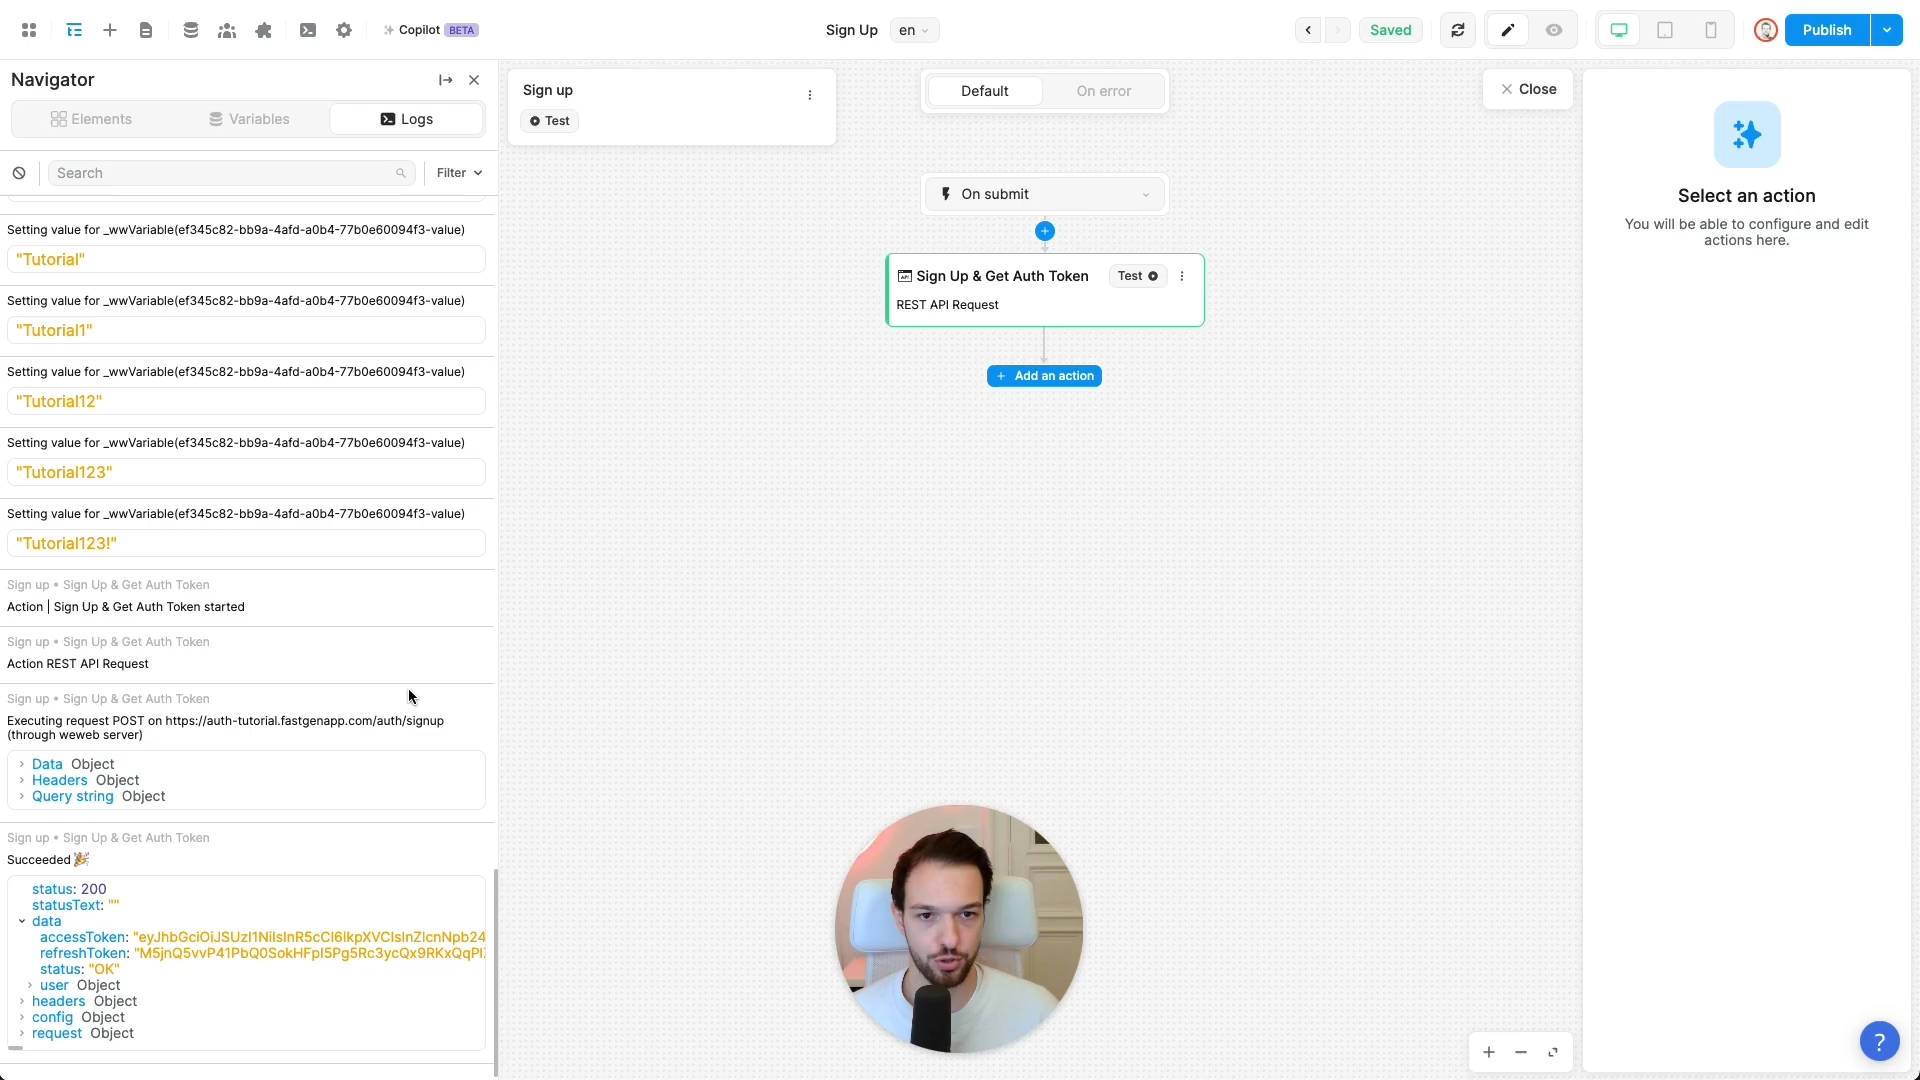 Copilot BETA
Sign Up
en
Saved
Publish
Navigator
Elements
Variables
Logs
Search
Filter
Setting value for _wwVariable(ef345c82-bb9a-4afd-a0b4-77b0e60094f3-value)
"Tutorial"
Setting value for _wwVariable(ef345c82-bb9a-4afd-a0b4-77b0e60094f3-value)
"Tutorial1"
Setting value for _wwVariable(ef345c82-bb9a-4afd-a0b4-77b0e60094f3-value)
"Tutorial12"
Setting value for _wwVariable(ef345c82-bb9a-4afd-a0b4-77b0e60094f3-value)
"Tutorial123"
Setting value for _wwVariable(ef345c82-bb9a-4afd-a0b4-77b0e60094f3-value)
"Tutorial123!"
Sign up • Sign Up & Get Auth Token
Action | Sign Up & Get Auth Token started
Sign up • Sign Up & Get Auth Token
Action REST API Request
Sign up • Sign Up & Get Auth Token
Executing request POST on https://auth-tutorial.fastgenapp.com/auth/signup
(through weweb server)
Data Object
Headers Object
Query string Object
Sign up • Sign Up & Get Auth Token
Succeeded 🎉
status: 200
statusText: ""
data
accessToken:
refreshToken:
status: "OK"
user Object
headers Object
config Object
request Object
Sign up
Test
Default
On error
On submit
Sign Up & Get Auth Token
Test
REST API Request
+ Add an action
Close
Select an action
You will be able to configure and edit
actions here.
?